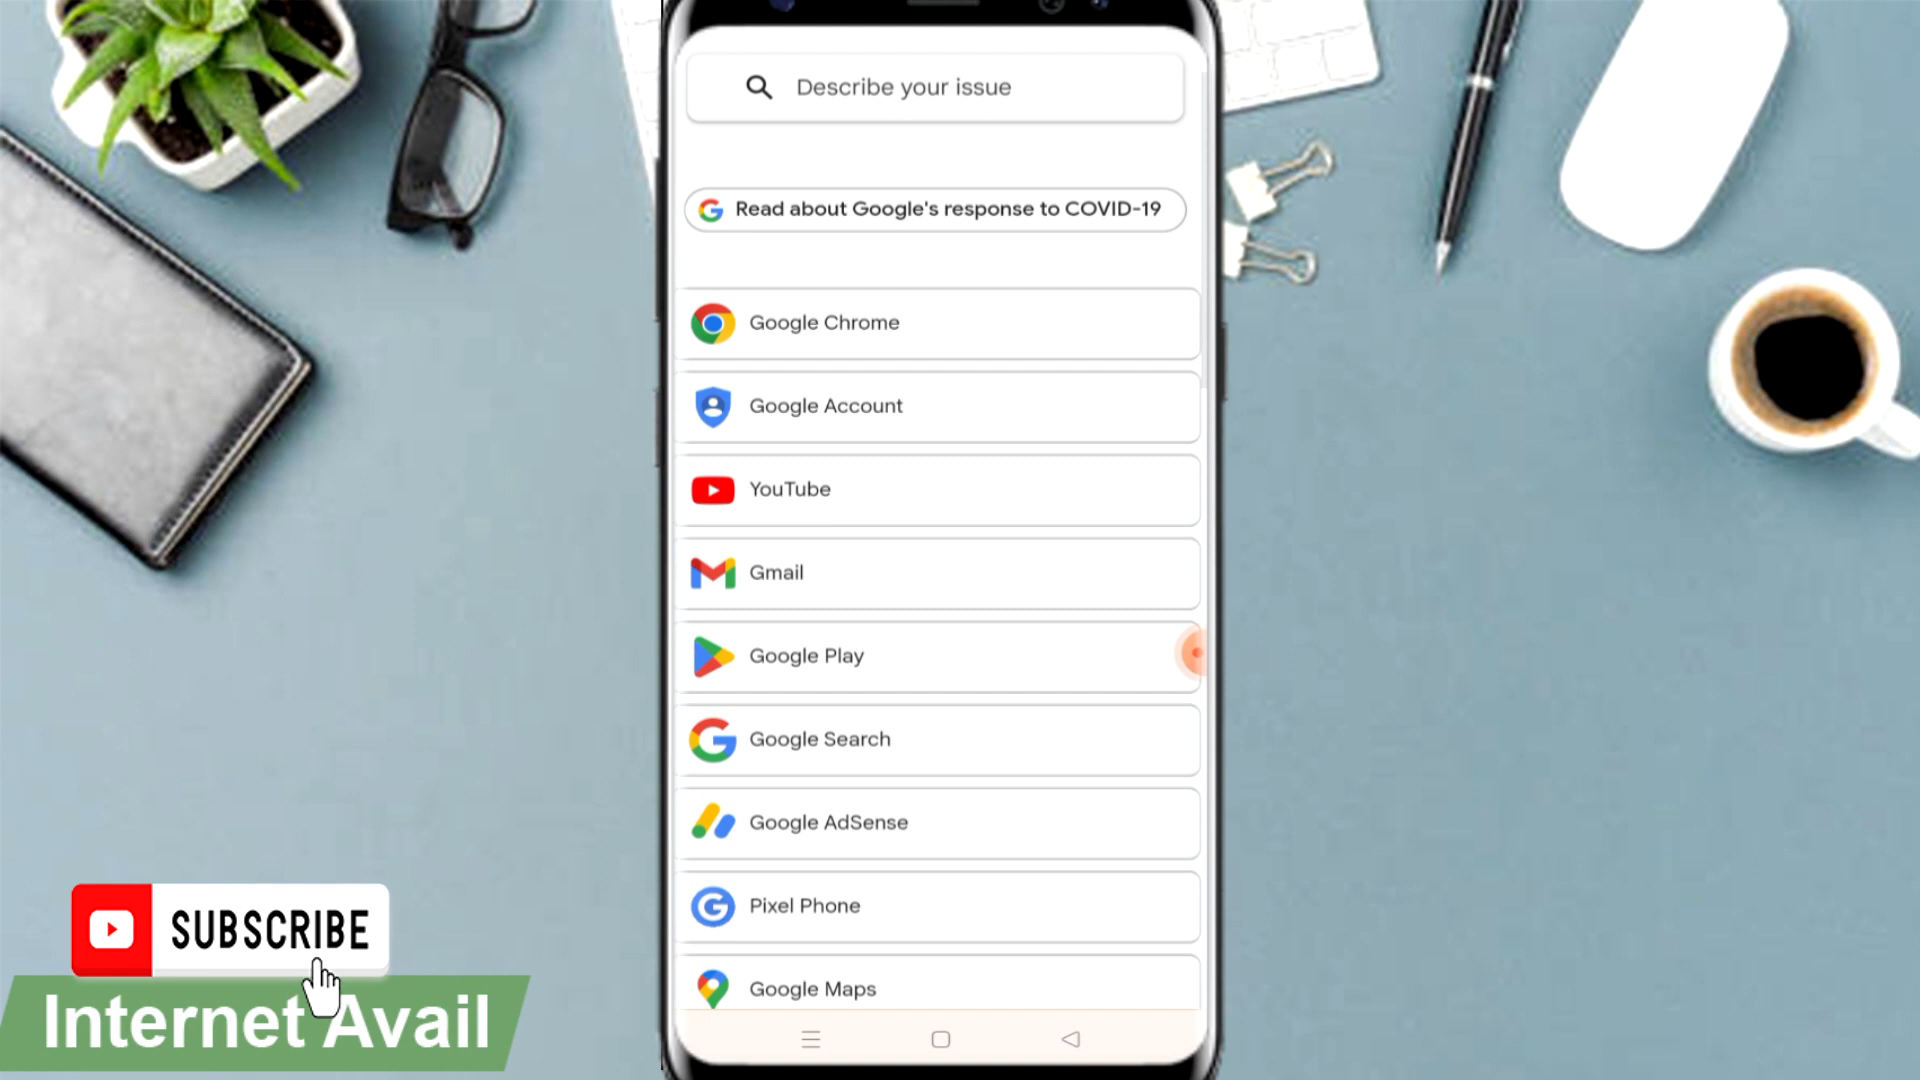 Describe your issue
Read about Google's response to COVID-19
Google Chrome
Google Account
YouTube
Gmail
Google Play
Google Search
Google AdSense
Pixel Phone
Google Maps
SUBSCRIBE
Internet Avail